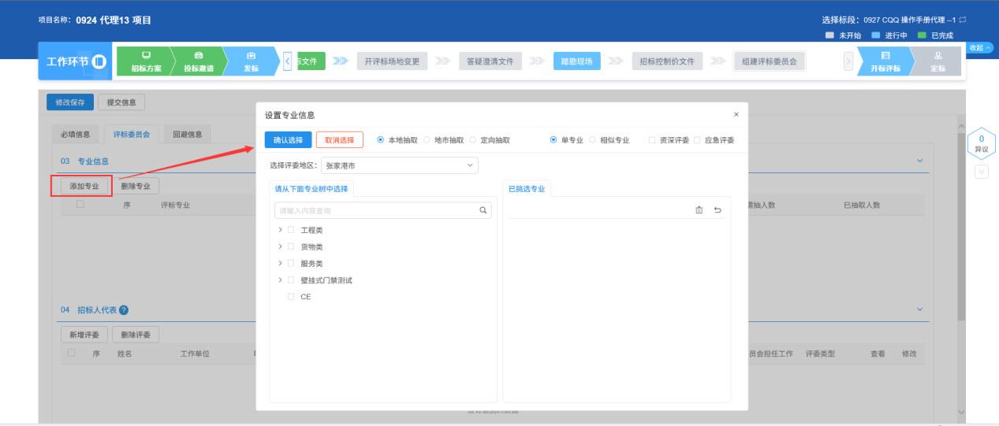 项目名称: 0924 代理13 项目
选择标段: 0927 CQQ 操作手册代理 --1
未开始 进行中 已完成
工作环节
招标方案
投标邀请
发标
文件
开评标场地变更
答疑澄清文件
踏勘现场
招标控制价文件
组建评标委员会
开标评标
定标
收起
修改保存
提交信息
必填信息
评标委员会
回避信息
0
异议
03 专业信息
添加专业
删除专业
序 评标专业
抽人数 已抽取人数
04 招标人代表 ?
新增评委
删除评委
序 姓名 工作单位
员会担任工作 评委类型 查看 修改
设置专业信息 ×
确认选择
取消选择
本地抽取 地市抽取 定向抽取
单专业 相似专业
资深评委 应急评委
选择评委地区: 张家港市
请从下面专业树中选择
请输入内容查询
工程类
货物类
服务类
壁挂式门禁测试
CE
已挑选专业